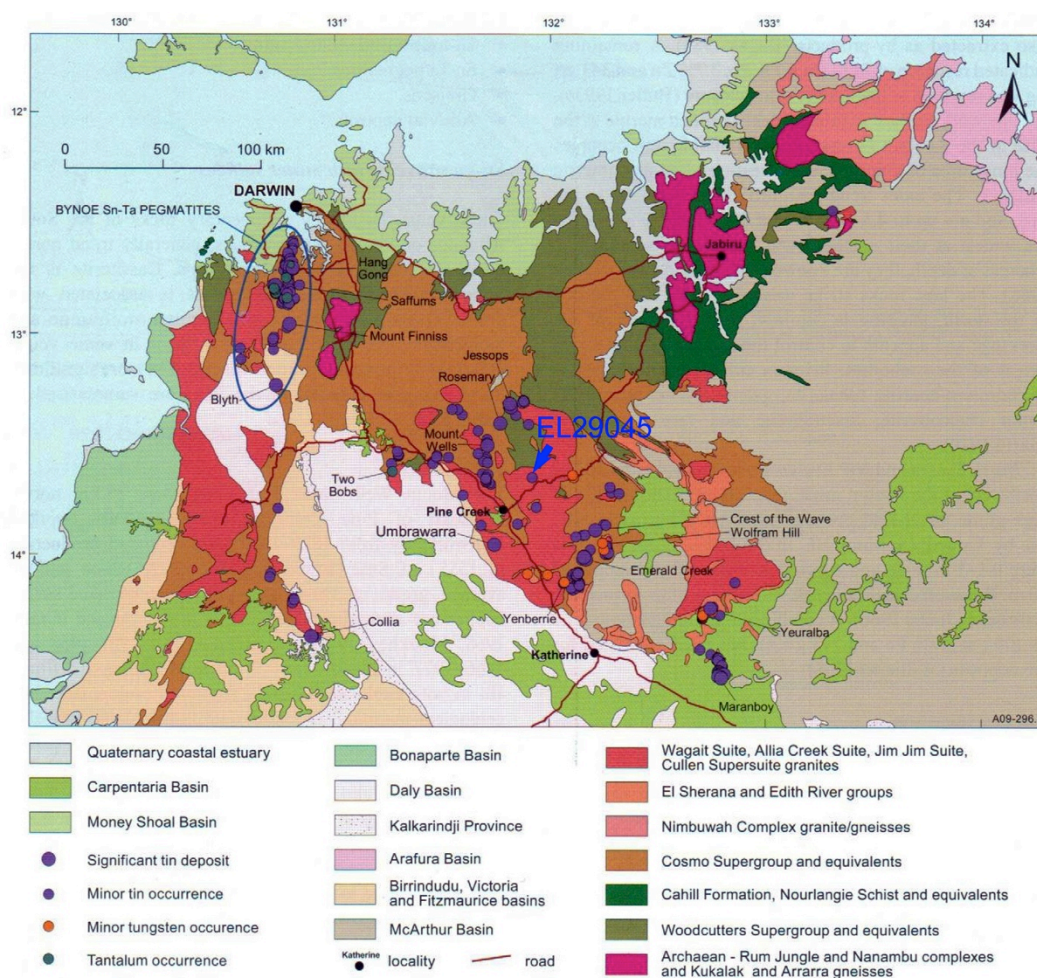 130°
131°
132°
133°
134°
12°
13°
14°
N
0 50 100 km
DARWIN
BYNOE Sn-Ta PEGMATITES
Hang
Gong
Saffums
Mount Finniss
Blyth
Jabiru
Jessops
Rosemary
EL29045
Mount
Wells
Two
Bobs
Pine Creek
Umbrawarra
Crest of the Wave
Wolfram Hill
Emerald Creek
Yenberrie
Collia
Katherine
Yeuralba
Maranboy
A09-296.
Quaternary coastal estuary
Carpentaria Basin
Money Shoal Basin
Significant tin deposit
Minor tin occurrence
Minor tungsten occurence
Tantalum occurrence
Bonaparte Basin
Daly Basin
Kalkarindji Province
Arafura Basin
Birrindudu, Victoria
and Fitzmaurice basins
McArthur Basin
Katherine locality road
Wagait Suite, Allia Creek Suite, Jim Jim Suite,
Cullen Supersuite granites
El Sherana and Edith River groups
Nimbuwah Complex granite/gneisses
Cosmo Supergroup and equivalents
Cahill Formation, Nourlangie Schist and equivalents
Woodcutters Supergroup and equivalents
Archaean - Rum Jungle and Nanambu complexes
and Kukalak and Arrarra gneisses